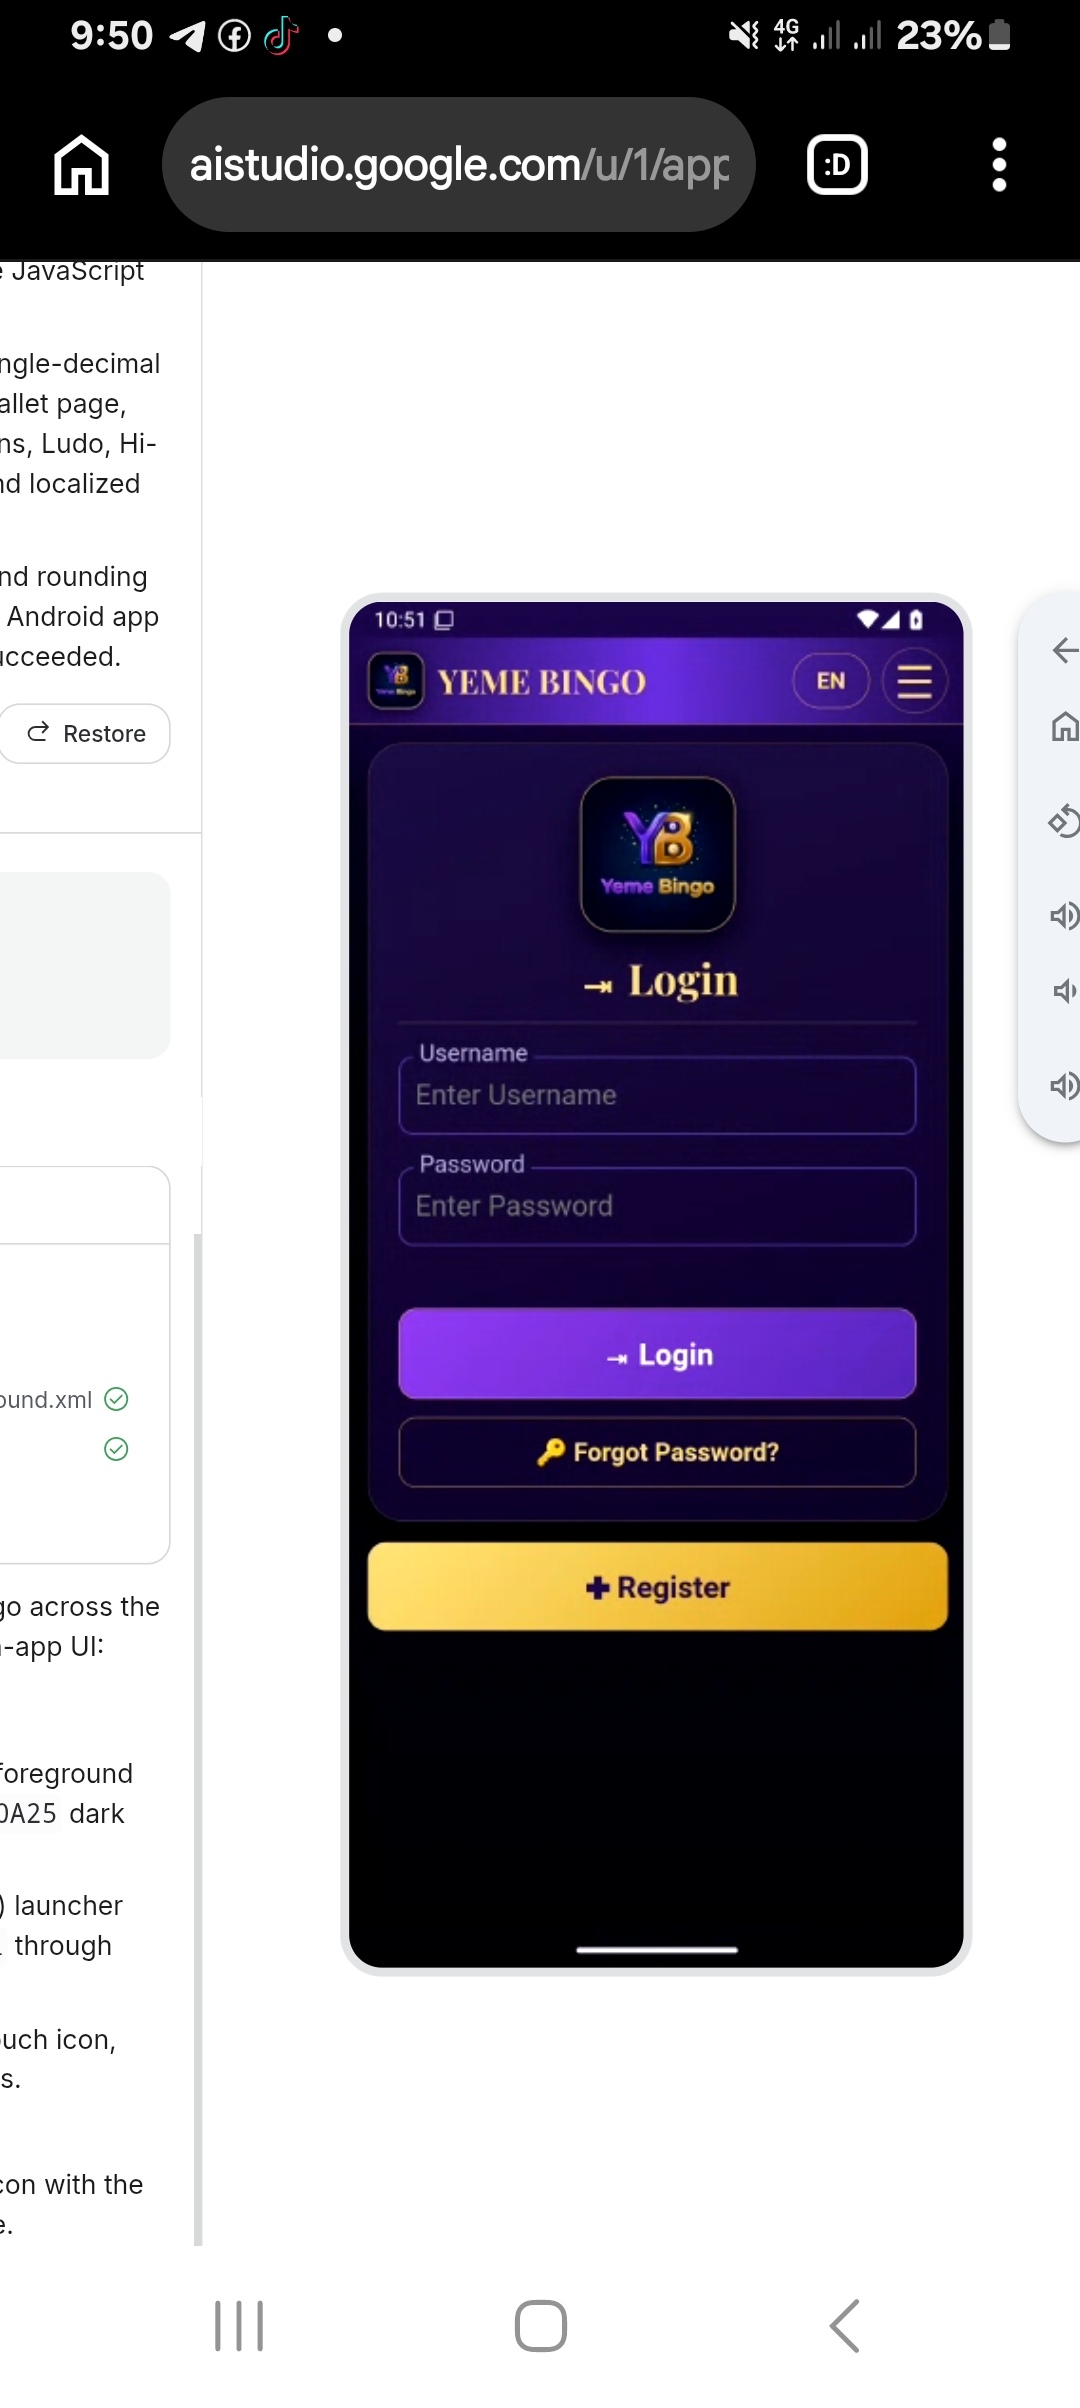 9:50
4G
23%
aistudio.google.com/u/1/app
:D
JavaScript
ngle-decimal
allet page,
ns, Ludo, Hi-
nd localized
nd rounding
Android app
ucceeded.
Restore
ound.xml
go across the
-app UI:
foreground
0A25 dark
) launcher
through
ouch icon,
s.
con with the
e.
10:51
YEME BINGO
EN
YB
Yeme Bingo
Login
Username
Enter Username
Password
Enter Password
Login
Forgot Password?
Register